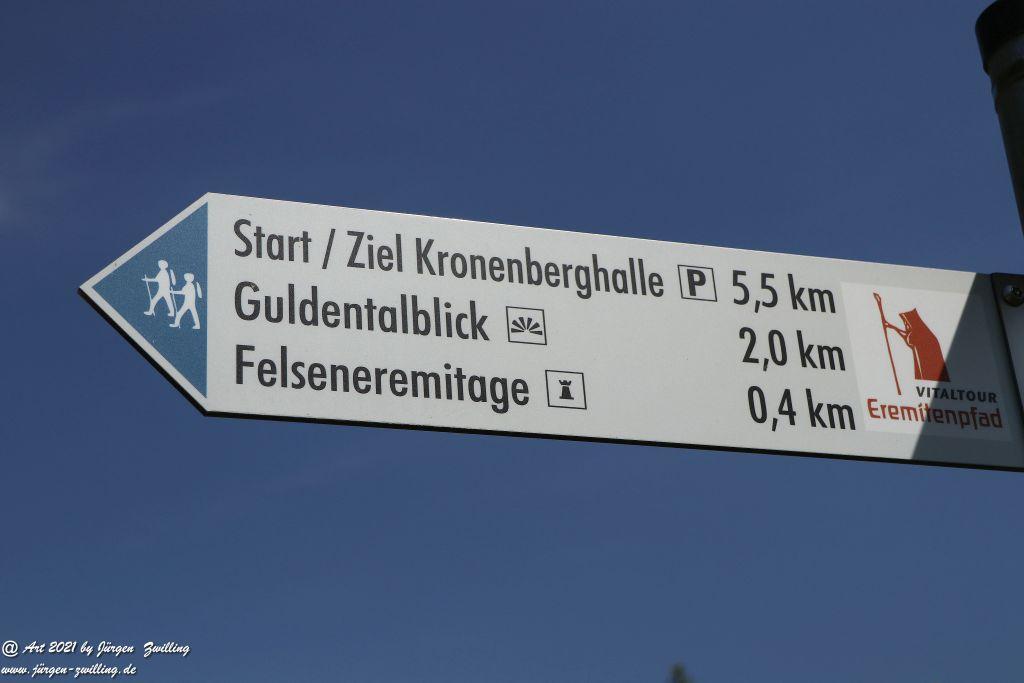 Start / Ziel Kronenberghalle P 5,5 km
Guldentalblick 2,0 km
Felseneremitage 0,4 km
VITALTOUR
Eremitenpfad
@ Art 2021 by Jürgen Zwilling
www.jürgen-zwilling.de